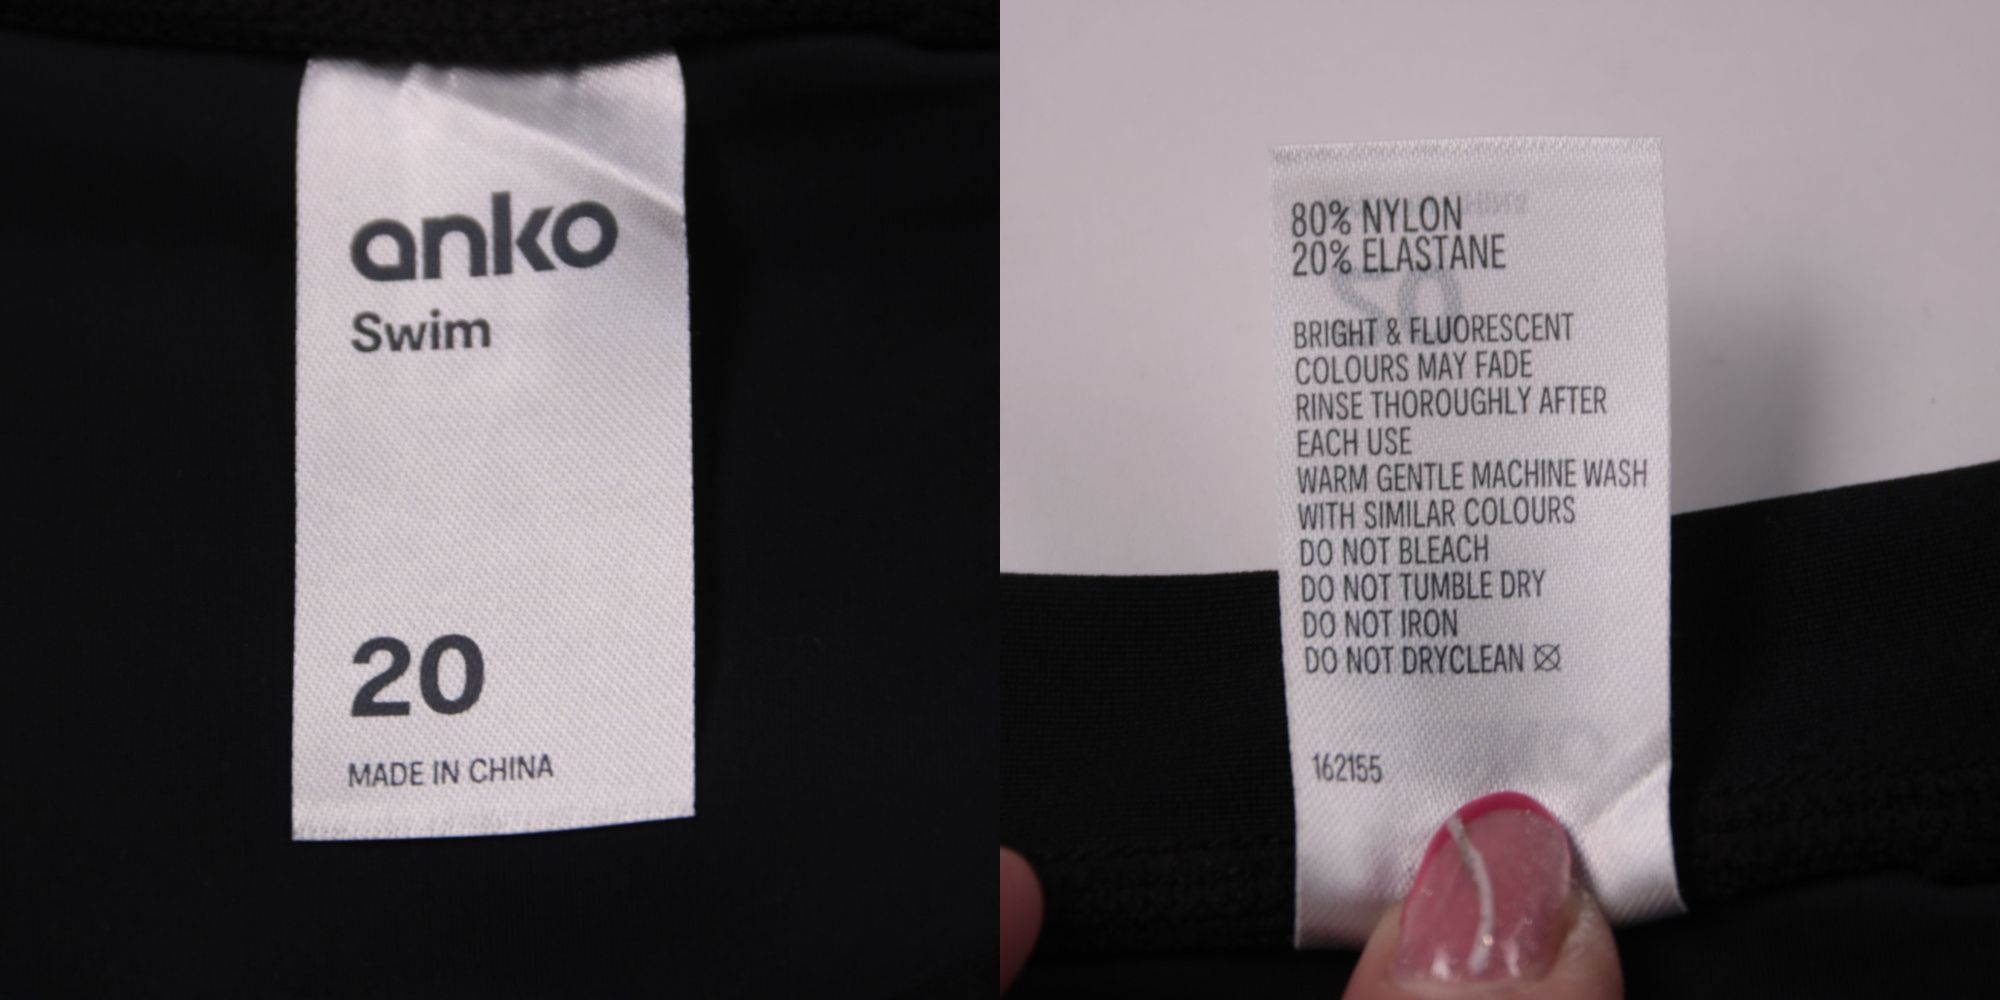 anko
Swim
20
MADE IN CHINA
80% NYLON
20% ELASTANE
BRIGHT & FLUORESCENT
COLOURS MAY FADE
RINSE THOROUGHLY AFTER
EACH USE
WARM GENTLE MACHINE WASH
WITH SIMILAR COLOURS
DO NOT BLEACH
DO NOT TUMBLE DRY
DO NOT IRON
DO NOT DRYCLEAN
162155